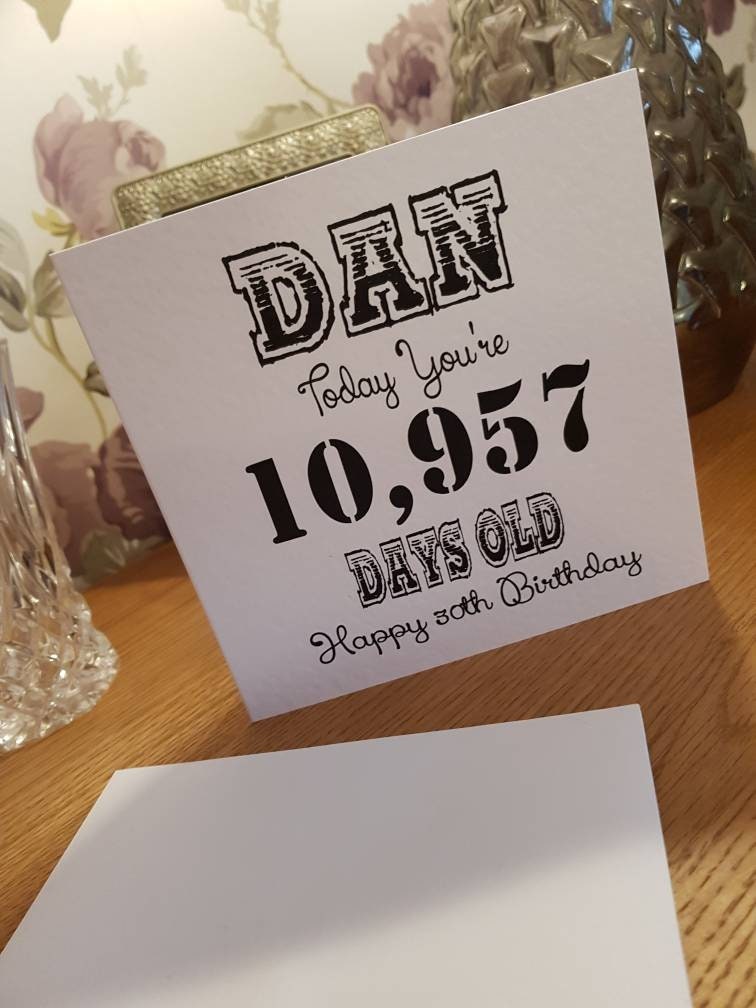 DAN
Today You're
10,957
DAYS OLD
Happy 30th Birthday